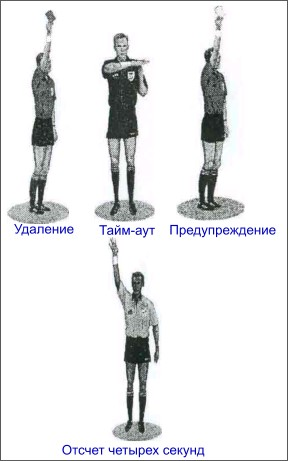 Удаление
Тайм-аут
Предупреждение
Отсчет четырех секунд